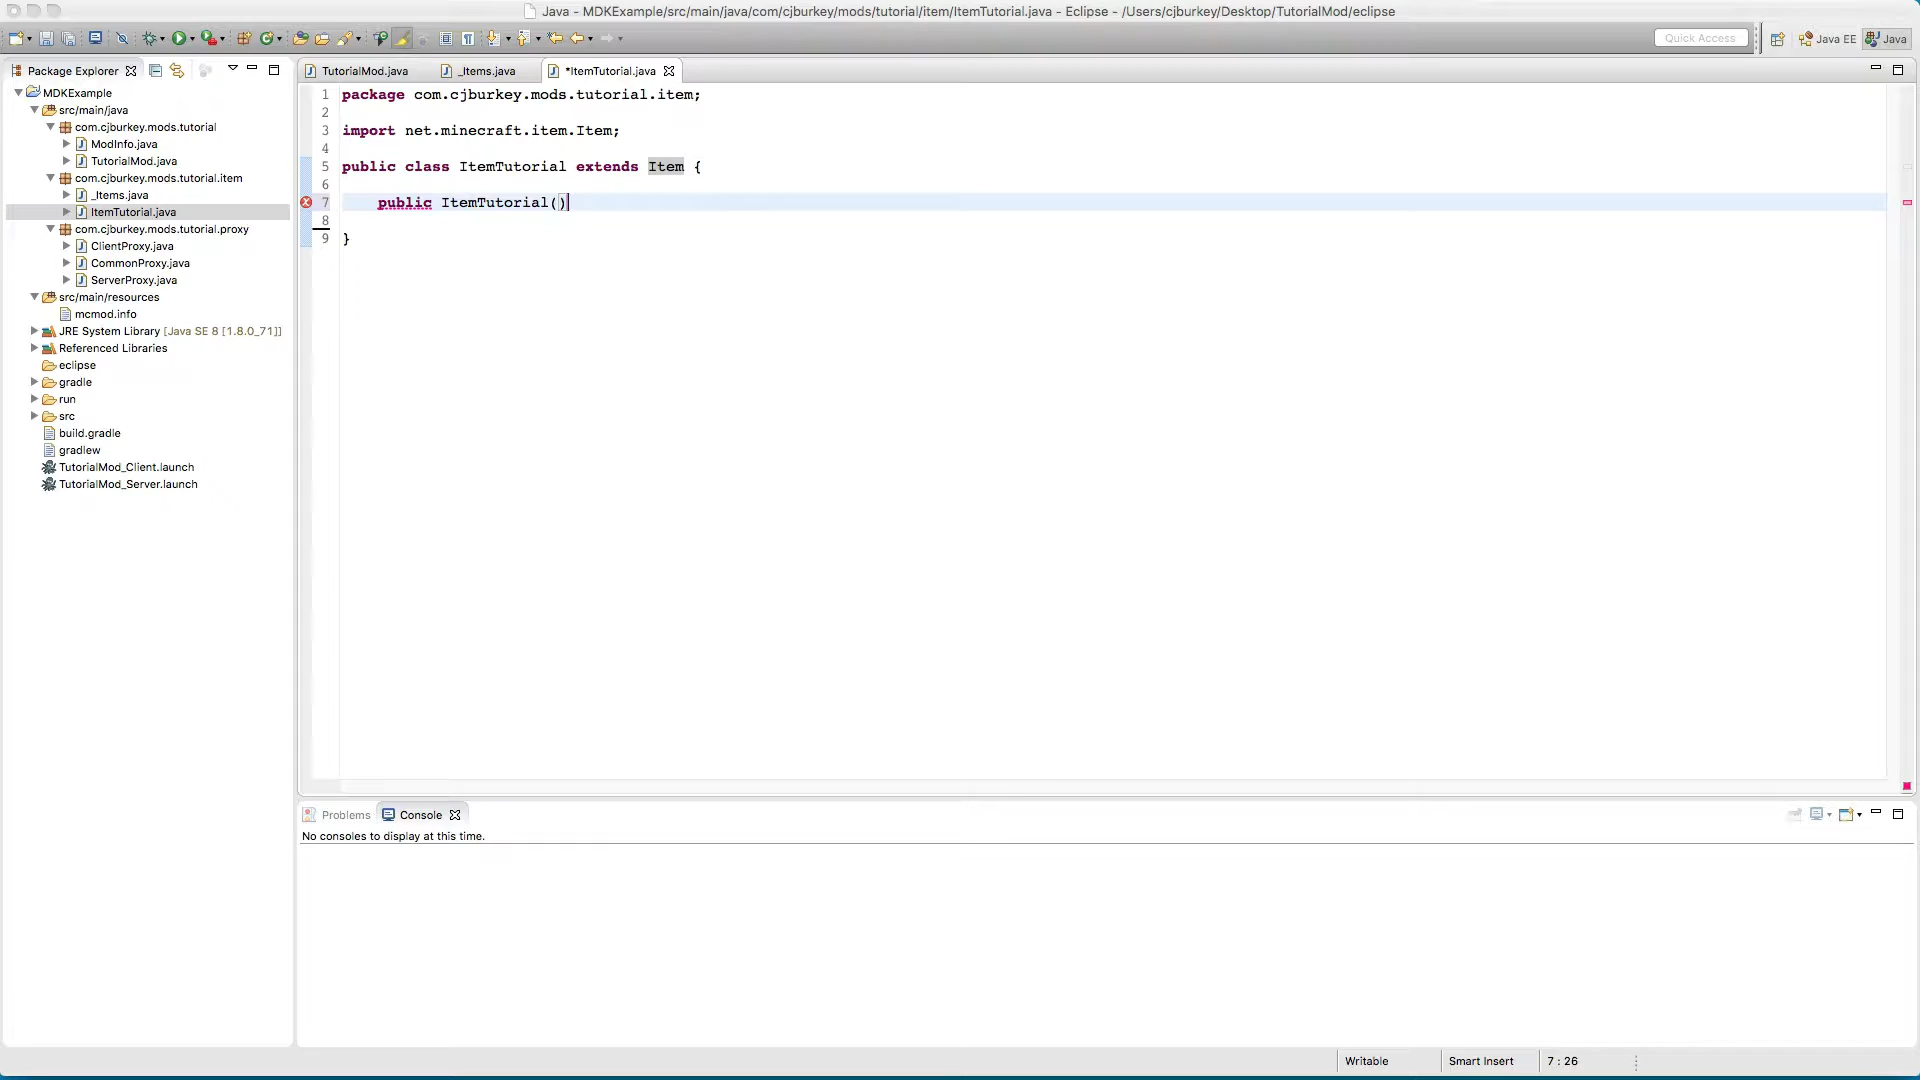 Java - MDKExample/src/main/java/com/cjburkey/mods/tutorial/item/ItemTutorial.java - Eclipse - /Users/cjburkey/Desktop/TutorialMod/eclipse
Quick Access
Java EE
Java
Package Explorer
MDKExample
src/main/java
com.cjburkey.mods.tutorial
ModInfo.java
TutorialMod.java
com.cjburkey.mods.tutorial.item
_Items.java
ItemTutorial.java
com.cjburkey.mods.tutorial.proxy
ClientProxy.java
CommonProxy.java
ServerProxy.java
src/main/resources
mcmod.info
JRE System Library [Java SE 8 [1.8.0_71]]
Referenced Libraries
eclipse
gradle
run
src
build.gradle
gradlew
TutorialMod_Client.launch
TutorialMod_Server.launch
TutorialMod.java
_Items.java
*ItemTutorial.java
1 package com.cjburkey.mods.tutorial.item;
2
3 import net.minecraft.item.Item;
4
5 public class ItemTutorial extends Item {
6
7 public ItemTutorial()
8
9 }
Problems
Console
No consoles to display at this time.
Writable
Smart Insert
7 : 26